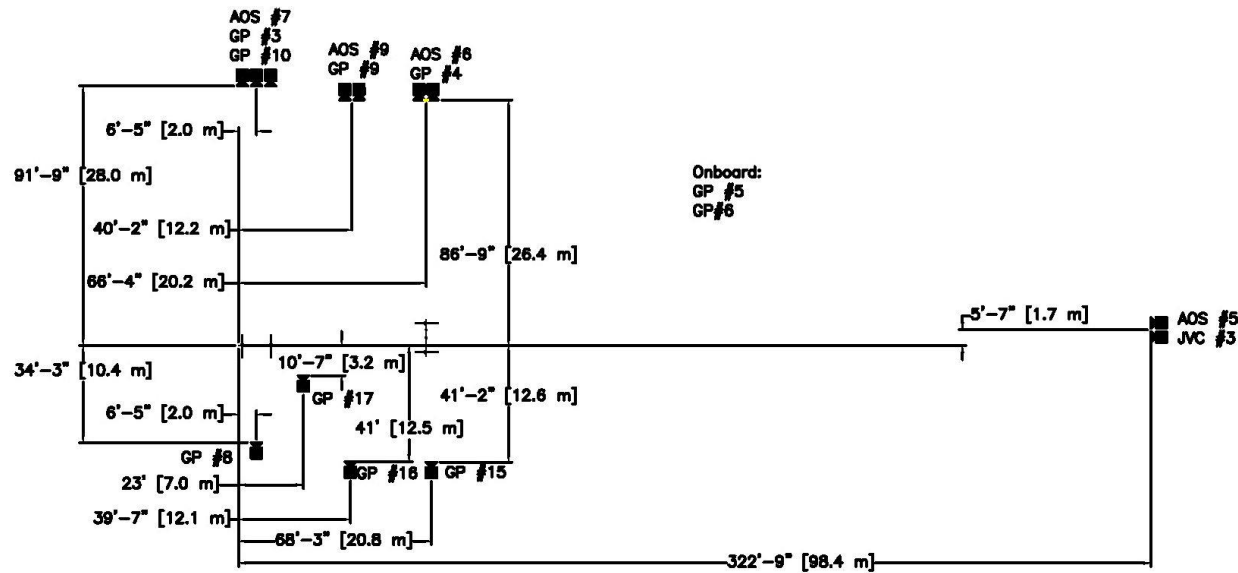 AOS #7
GP #3
GP #10
AOS #9
GP #9
AOS #6
GP #4
6'-5" [2.0 m]
91'-9" [28.0 m]
Onboard:
GP #5
GP#6
40'-2" [12.2 m]
86'-9" [26.4 m]
66'-4" [20.2 m]
5'-7" [1.7 m]
AOS #5
JVC #3
10'-7" [3.2 m]
34'-3" [10.4 m]
GP #17
41'-2" [12.6 m]
6'-5" [2.0 m]
41' [12.5 m]
GP #8
GP #16
GP #15
23' [7.0 m]
39'-7" [12.1 m]
68'-3" [20.8 m]
322'-9" [98.4 m]